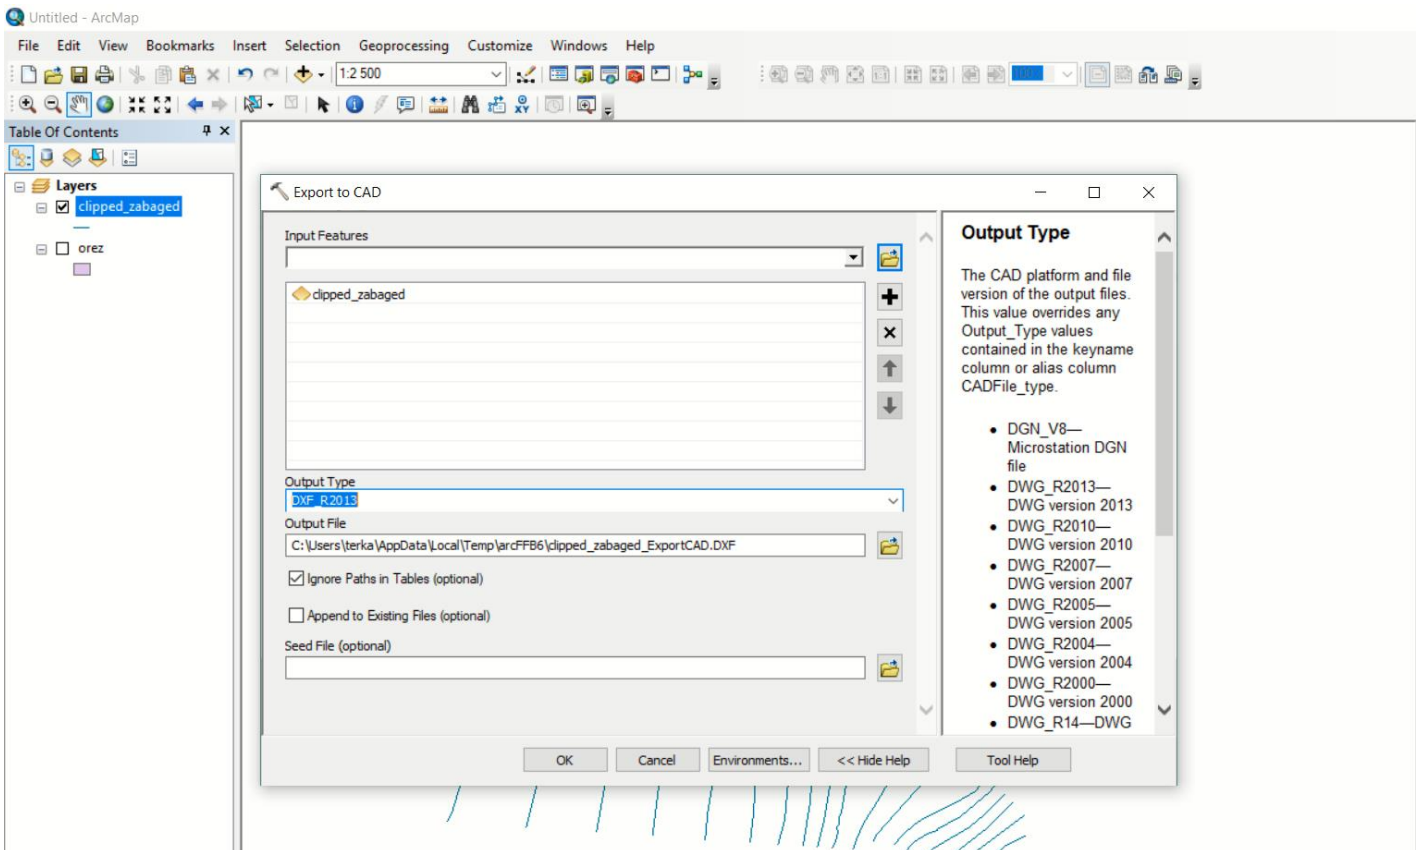 Untitled - ArcMap
File Edit View Bookmarks Insert Selection Geoprocessing Customize Windows Help
1:2 500
Table Of Contents
Layers
clipped_zabaged
orez
Export to CAD
Input Features
clipped_zabaged
Output Type
DXF_R2013
Output File
C:\Users\terka\AppData\Local\Temp\arcFFB6\clipped_zabaged_ExportCAD.DXF
Ignore Paths in Tables (optional)
Append to Existing Files (optional)
Seed File (optional)
OK Cancel Environments... << Hide Help Tool Help
Output Type
The CAD platform and file
version of the output files.
This value overrides any
Output_Type values
contained in the keyname
column or alias column
CADFile_type.
• DGN_V8—
Microstation DGN
file
• DWG_R2013—
DWG version 2013
• DWG_R2010—
DWG version 2010
• DWG_R2007—
DWG version 2007
• DWG_R2005—
DWG version 2005
• DWG_R2004—
DWG version 2004
• DWG_R2000—
DWG version 2000
• DWG_R14—DWG